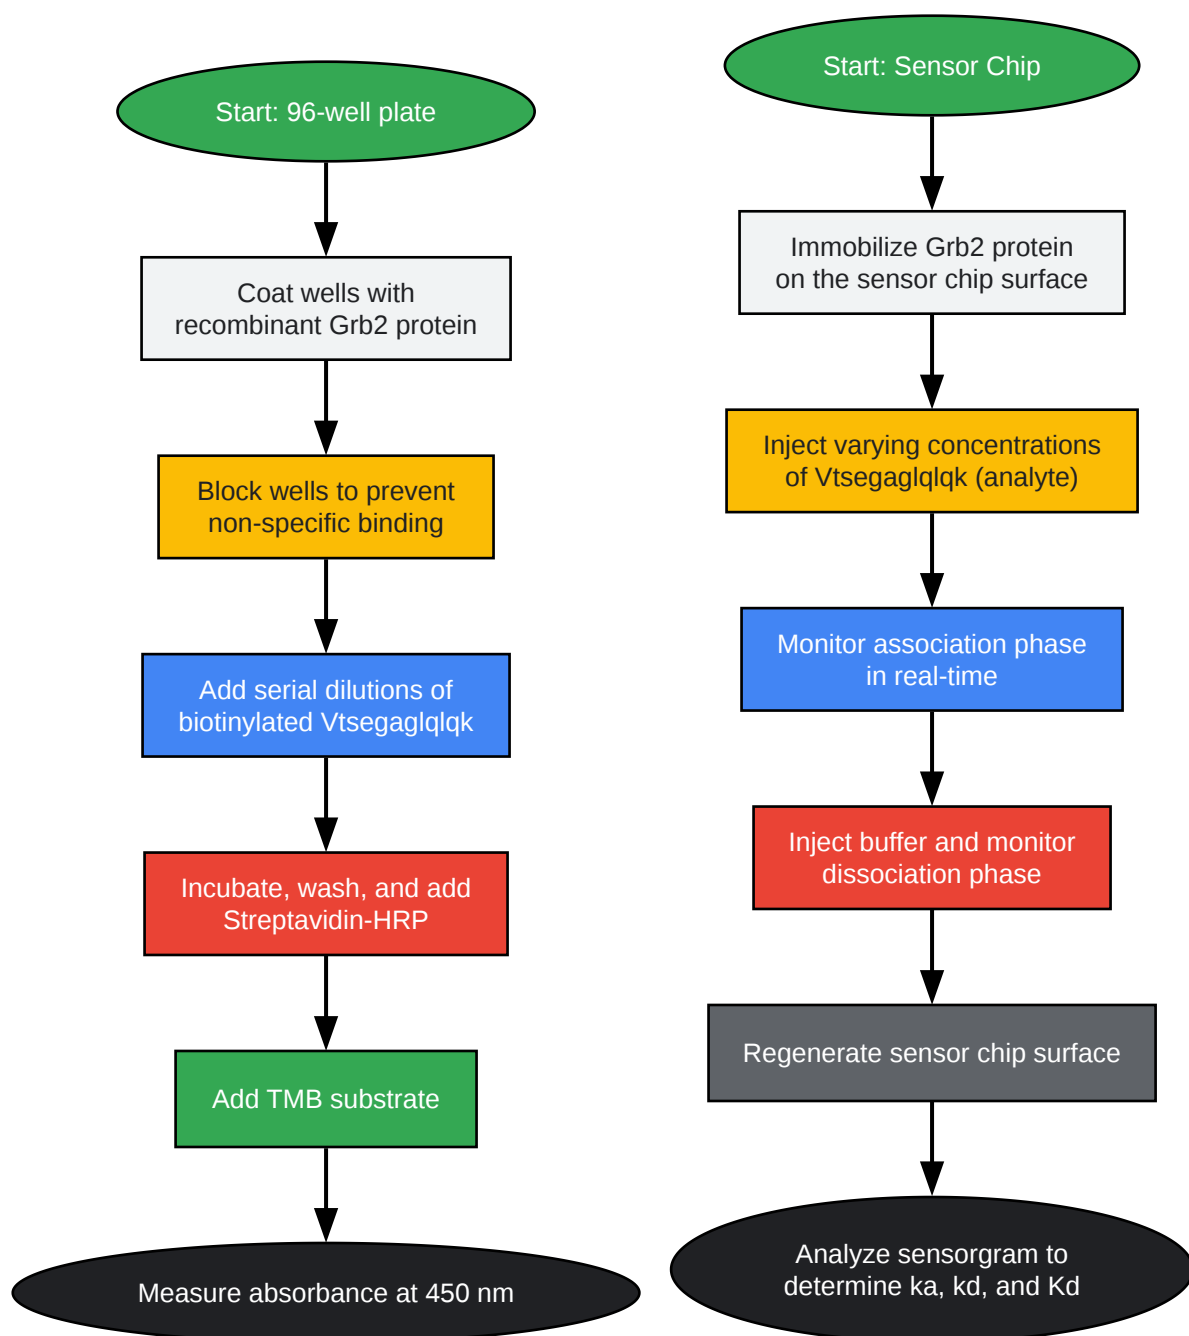 Start: 96-well plate
Coat wells with
recombinant Grb2 protein
Block wells to prevent
non-specific binding
Add serial dilutions of
biotinylated Vtsegaglqlqk
Incubate, wash, and add
Streptavidin-HRP
Add TMB substrate
Measure absorbance at 450 nm
Start: Sensor Chip
Immobilize Grb2 protein
on the sensor chip surface
Inject varying concentrations
of Vtsegaglqlqk (analyte)
Monitor association phase
in real-time
Inject buffer and monitor
dissociation phase
Regenerate sensor chip surface
Analyze sensorgram to
determine ka, kd, and Kd